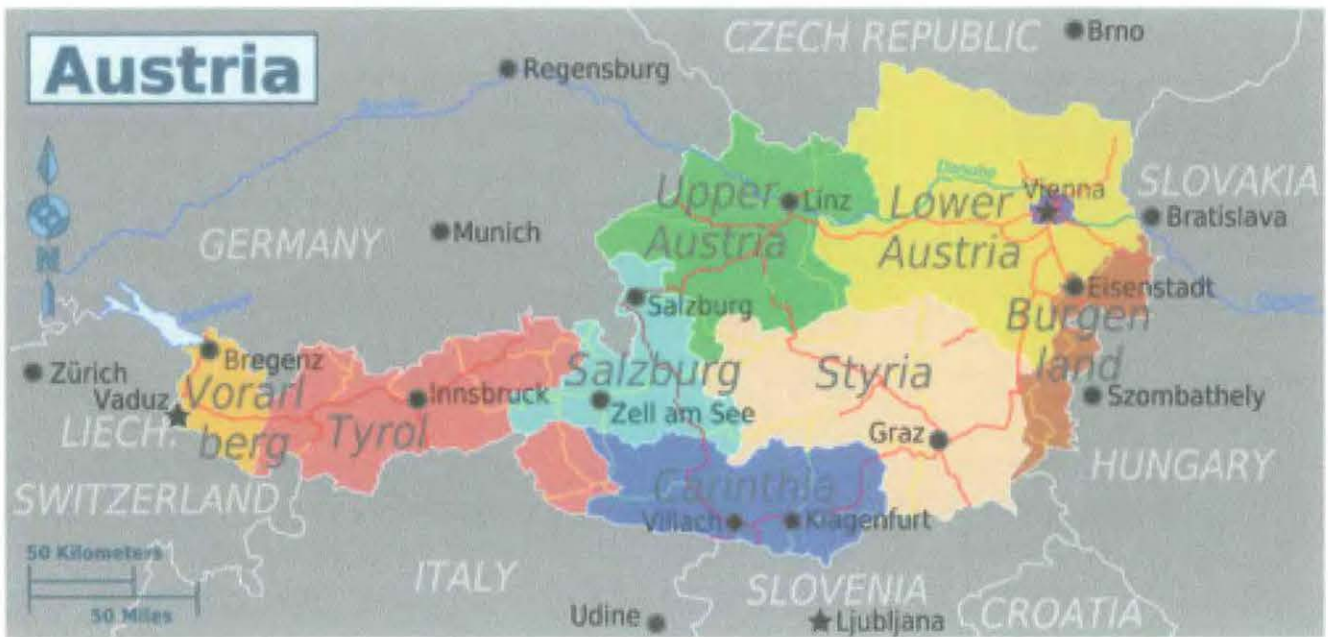 Austria
CZECH REPUBLIC
Brno
Regensburg
Danube
SLOVAKIA
Upper
Austria
Linz
Lower
Austria
Danube
Vienna
Bratislava
GERMANY
Munich
N
Salzburg
Eisenstadt
Burgen
land
Bregenz
Zürich
Vaduz
Vorarl
berg
LIECH.
Innsbruck
Tyrol
Salzburg
Zell am See
Styria
Graz
Szombathely
HUNGARY
SWITZERLAND
Carinthia
Villach
Klagenfurt
50 Kilometers
50 Miles
ITALY
SLOVENIA
CROATIA
Udine
Ljubljana